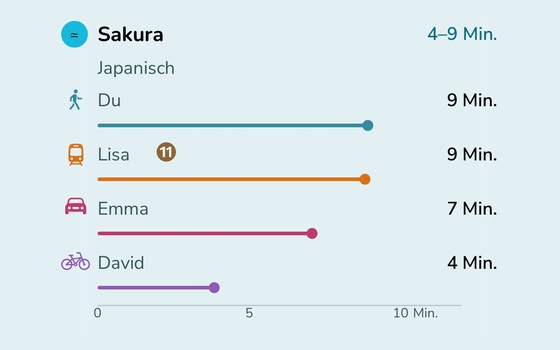 ≈ Sakura 4–9 Min.
Japanisch
Du 9 Min.
Lisa 11 9 Min.
Emma 7 Min.
David 4 Min.
0 5 10 Min.